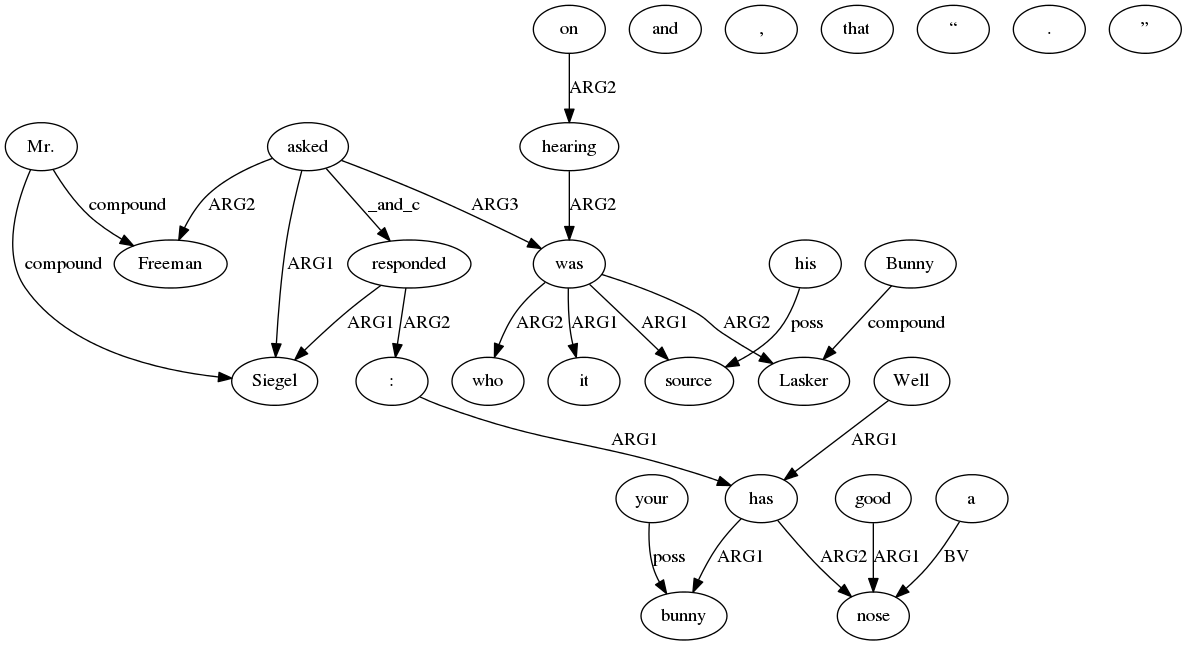 on and , that “ . ”
ARG2
Mr. asked hearing
compound ARG2 _and_c ARG3 ARG2
compound Freeman ARG1 responded was his Bunny
ARG1 ARG2 ARG2 ARG1 ARG1 ARG2 poss compound
Siegel : who it source Lasker Well
ARG1 ARG1
your has good a
poss ARG1 ARG2 ARG1 BV
bunny nose